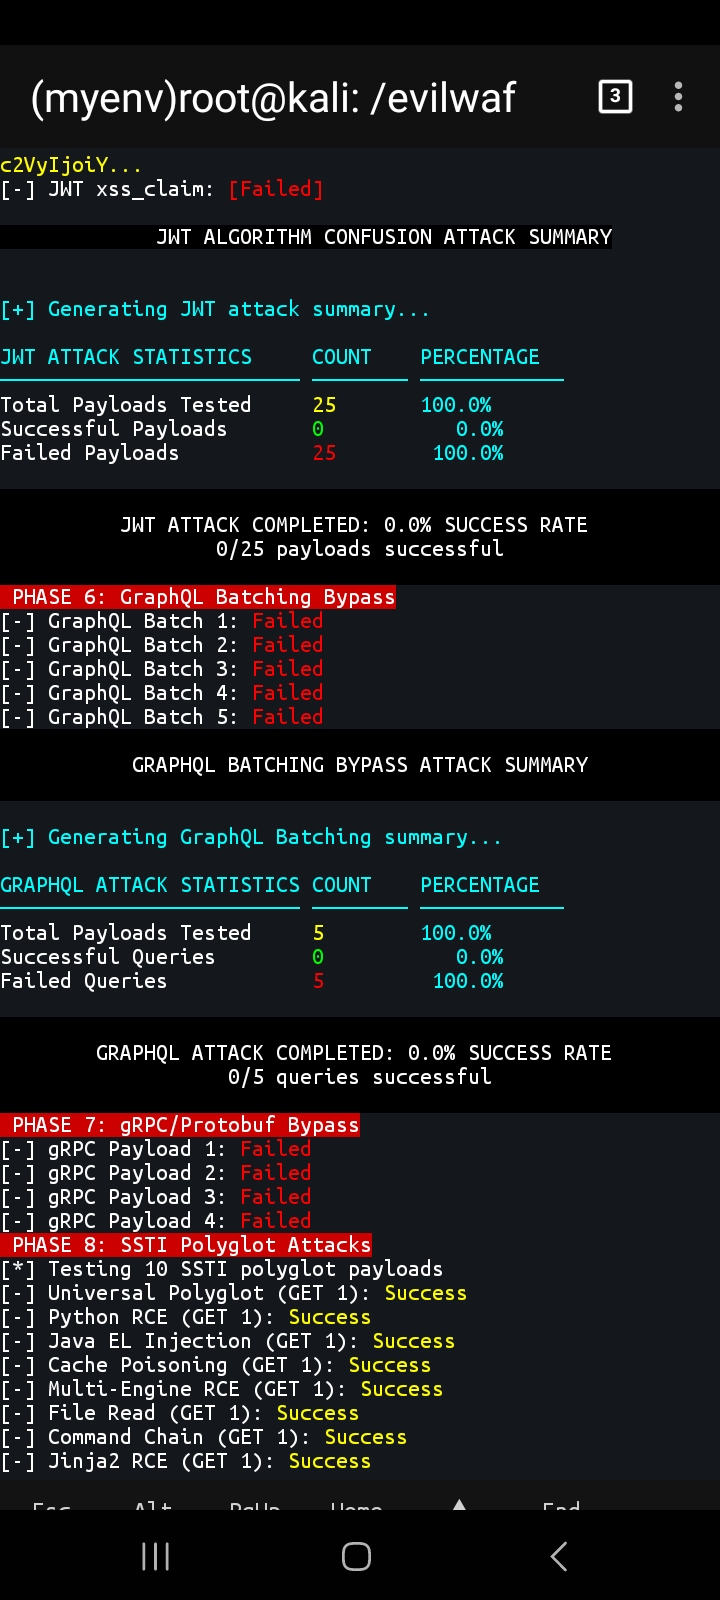 (myenv)root@kali: /evilwaf 3
c2VyIjoiY...
[-] JWT xss_claim: [Failed]
JWT ALGORITHM CONFUSION ATTACK SUMMARY
[+] Generating JWT attack summary...
JWT ATTACK STATISTICS COUNT PERCENTAGE
Total Payloads Tested 25 100.0%
Successful Payloads 0 0.0%
Failed Payloads 25 100.0%
JWT ATTACK COMPLETED: 0.0% SUCCESS RATE
0/25 payloads successful
PHASE 6: GraphQL Batching Bypass
[-] GraphQL Batch 1: Failed
[-] GraphQL Batch 2: Failed
[-] GraphQL Batch 3: Failed
[-] GraphQL Batch 4: Failed
[-] GraphQL Batch 5: Failed
GRAPHQL BATCHING BYPASS ATTACK SUMMARY
[+] Generating GraphQL Batching summary...
GRAPHQL ATTACK STATISTICS COUNT PERCENTAGE
Total Payloads Tested 5 100.0%
Successful Queries 0 0.0%
Failed Queries 5 100.0%
GRAPHQL ATTACK COMPLETED: 0.0% SUCCESS RATE
0/5 queries successful
PHASE 7: gRPC/Protobuf Bypass
[-] gRPC Payload 1: Failed
[-] gRPC Payload 2: Failed
[-] gRPC Payload 3: Failed
[-] gRPC Payload 4: Failed
PHASE 8: SSTI Polyglot Attacks
[*] Testing 10 SSTI polyglot payloads
[-] Universal Polyglot (GET 1): Success
[-] Python RCE (GET 1): Success
[-] Java EL Injection (GET 1): Success
[-] Cache Poisoning (GET 1): Success
[-] Multi-Engine RCE (GET 1): Success
[-] File Read (GET 1): Success
[-] Command Chain (GET 1): Success
[-] Jinja2 RCE (GET 1): Success
Esc Alt PgUp Home ▲ End